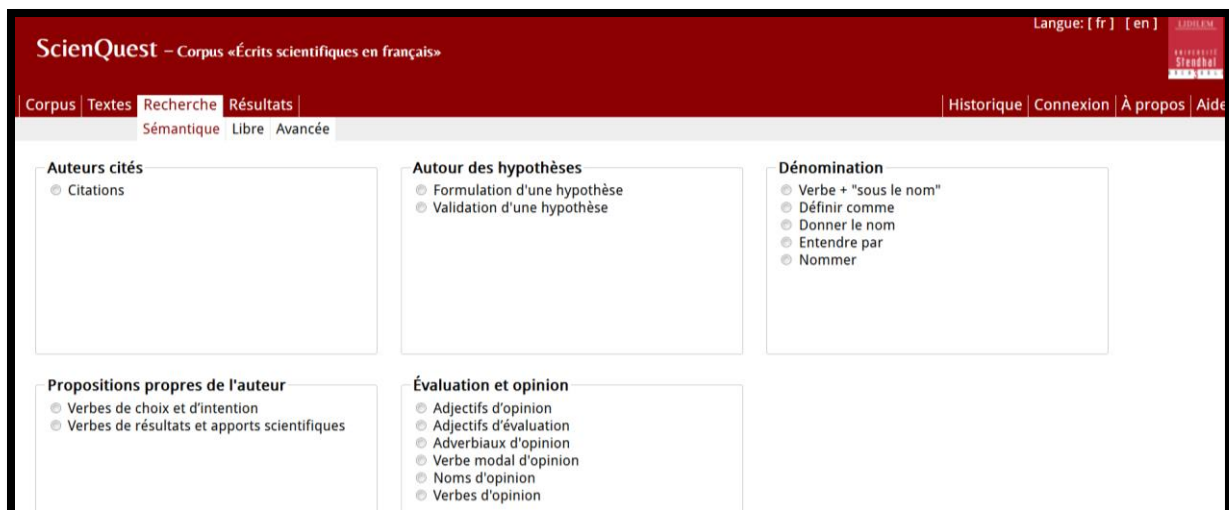 Langue: [ fr ] [ en ]
LIDILEM
ScienQuest – Corpus «Écrits scientifiques en français»
UNIVERSITÉ
Stendhal
Corpus Textes Recherche Résultats
Historique Connexion À propos Aide
Sémantique Libre Avancée
Auteurs cités
Citations
Autour des hypothèses
Formulation d'une hypothèse
Validation d'une hypothèse
Dénomination
Verbe + "sous le nom"
Définir comme
Donner le nom
Entendre par
Nommer
Propositions propres de l'auteur
Verbes de choix et d’intention
Verbes de résultats et apports scientifiques
Évaluation et opinion
Adjectifs d’opinion
Adjectifs d’évaluation
Adverbiaux d'opinion
Verbe modal d'opinion
Noms d'opinion
Verbes d'opinion